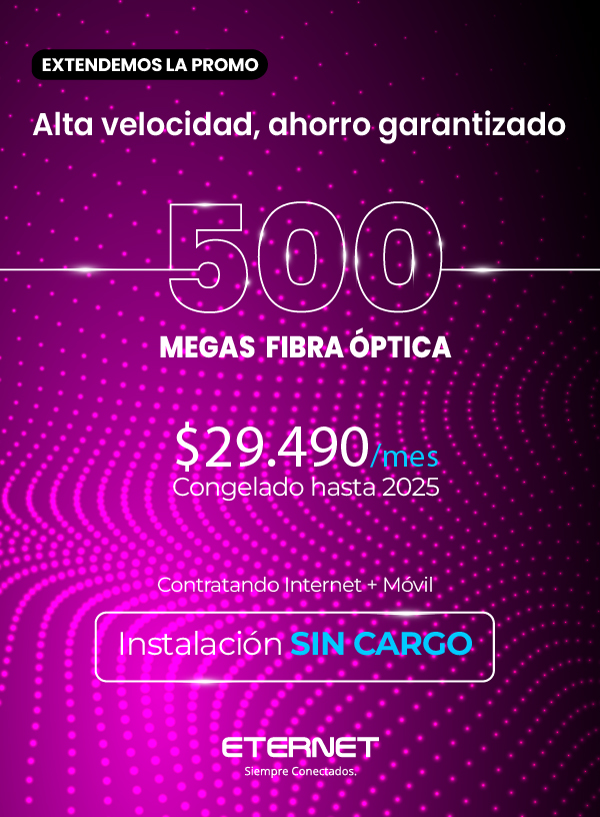 EXTENDEMOS LA PROMO
Alta velocidad, ahorro garantizado
500
MEGAS FIBRA ÓPTICA
$29.490/mes
Congelado hasta 2025
Contratando Internet + Móvil
Instalación SIN CARGO
ETERNET
Siempre Conectados.